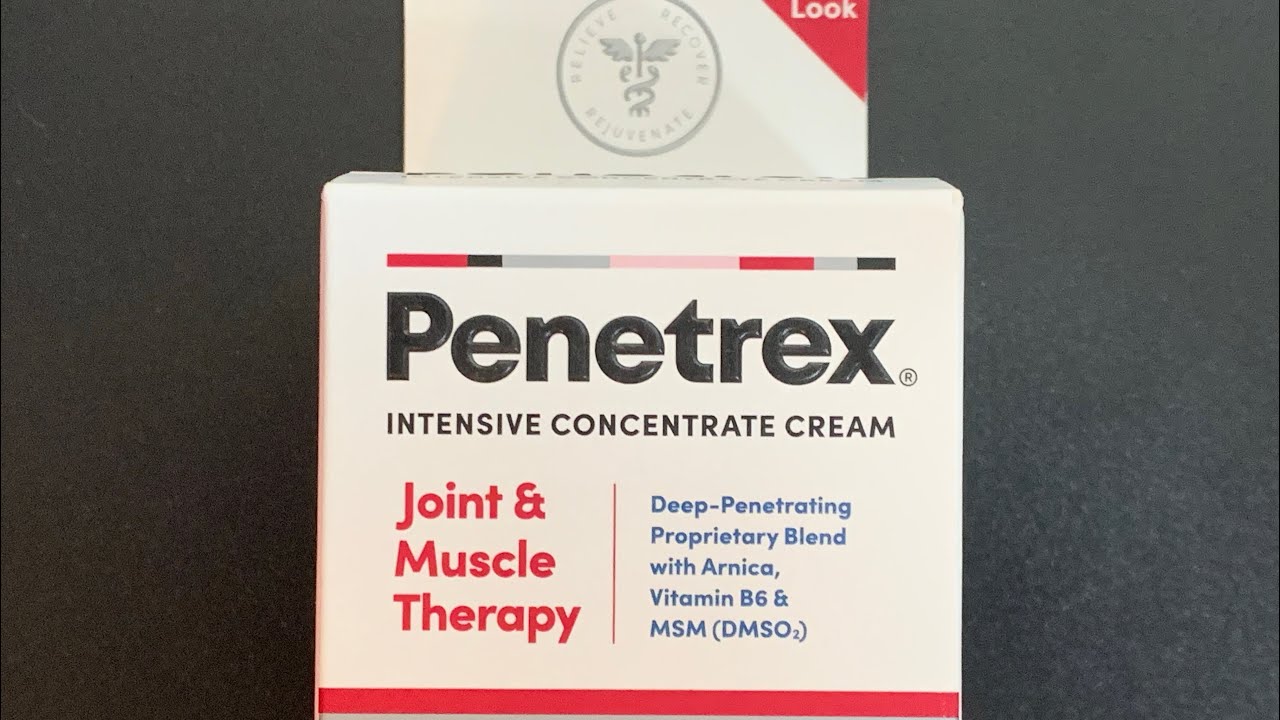 Look
RELIEVE RECOVER REJUVENATE
Penetrex®
INTENSIVE CONCENTRATE CREAM
Joint &
Muscle
Therapy
Deep-Penetrating
Proprietary Blend
with Arnica,
Vitamin B6 &
MSM (DMSO₂)